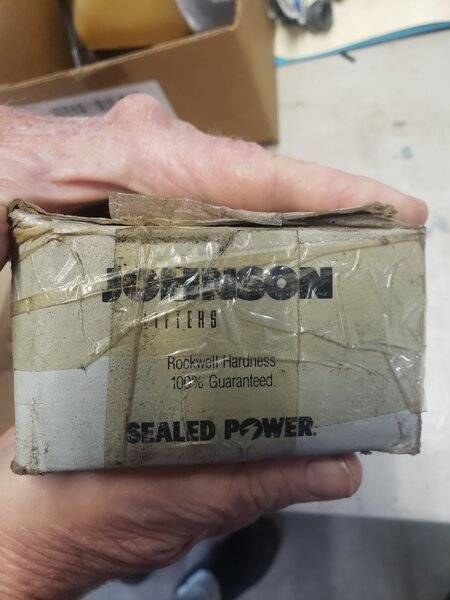 JOHNSON
LIFTERS
Rockwell Hardness
100% Guaranteed
SEALED POWER